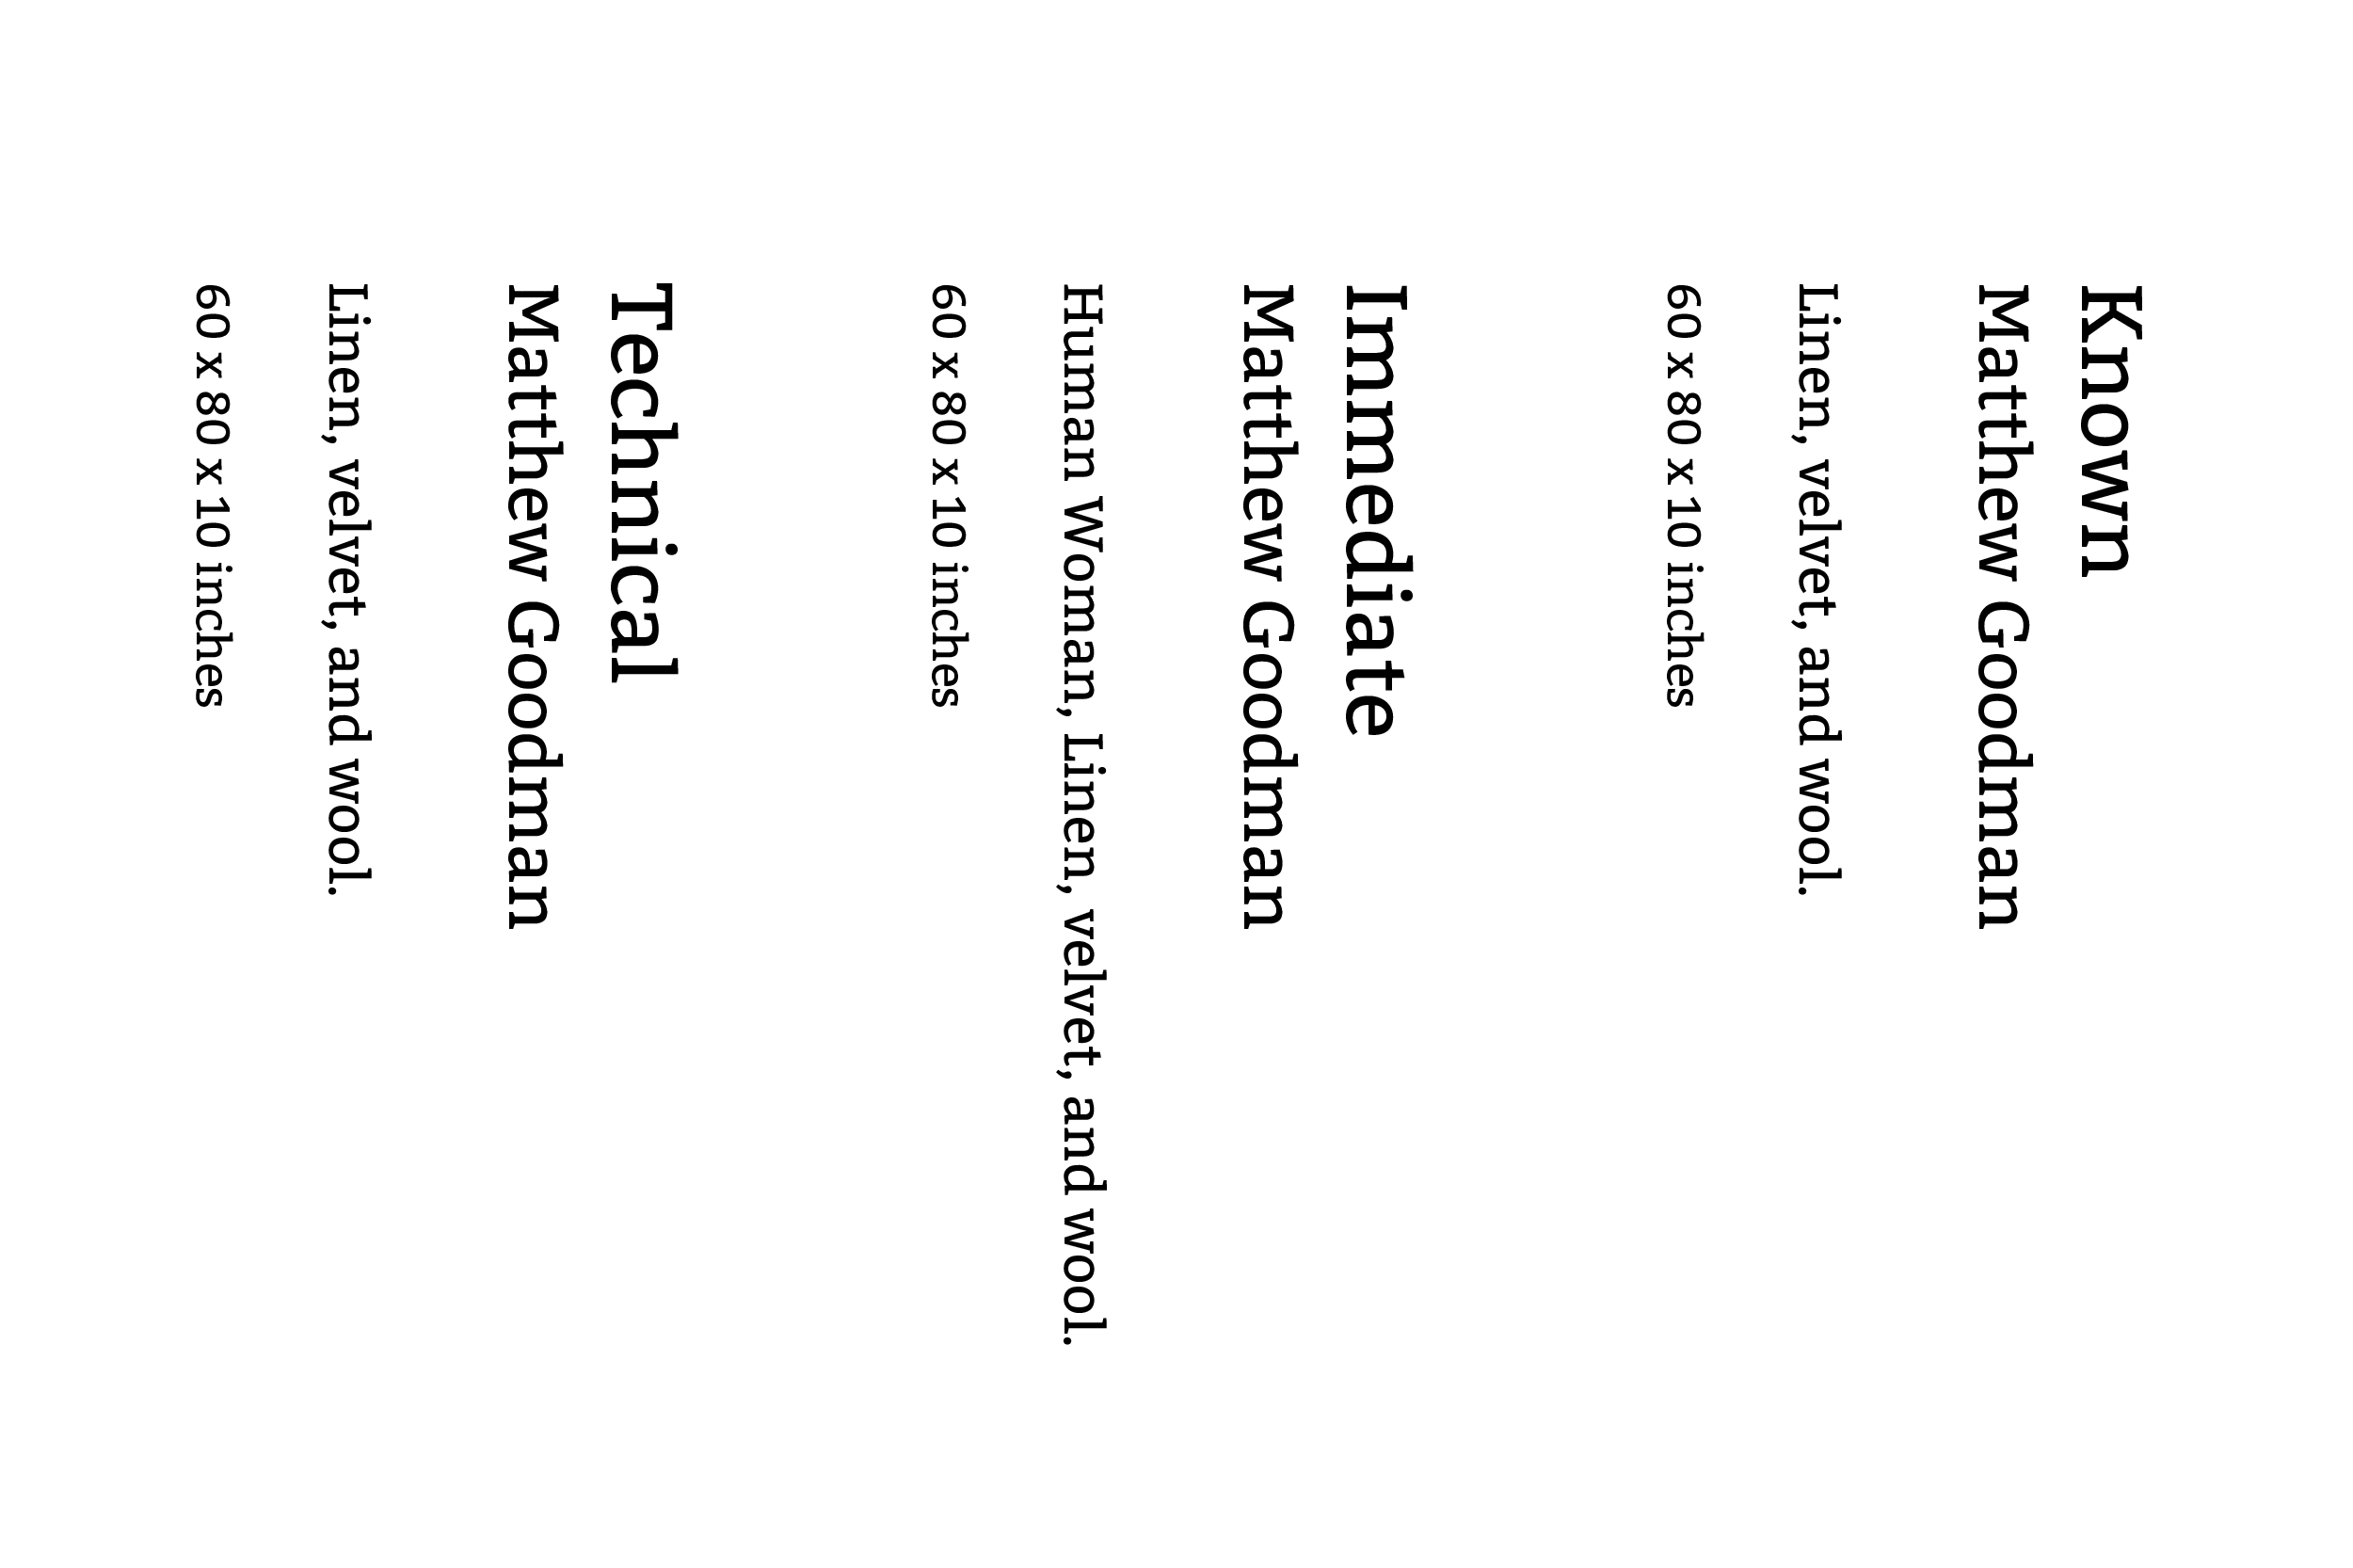 Known
Matthew Goodman
Linen, velvet, and wool.
60 x 80 x 10 inches
Immediate
Matthew Goodman
Human Woman, Linen, velvet, and wool.
60 x 80 x 10 inches
Technical
Matthew Goodman
Linen, velvet, and wool.
60 x 80 x 10 inches